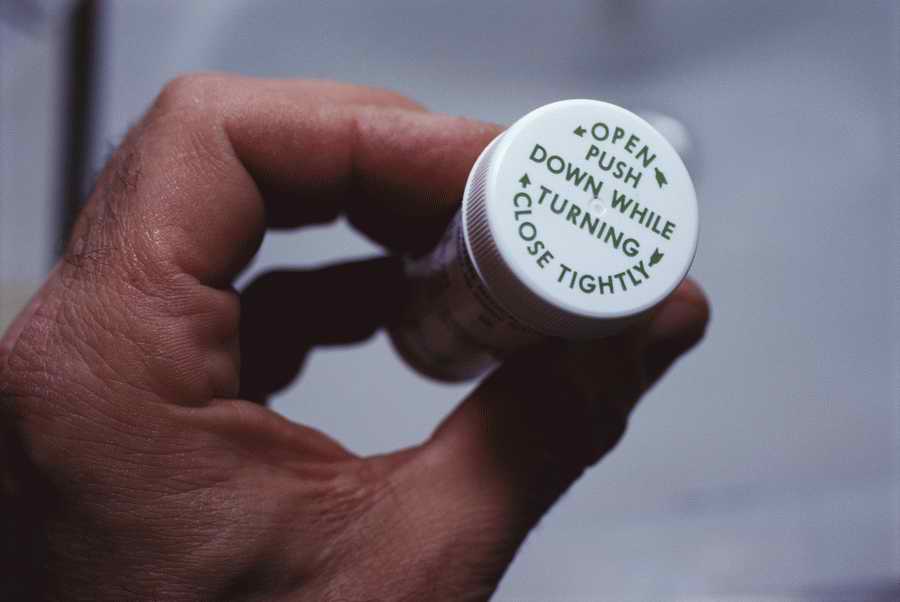 OPEN
PUSH
DOWN WHILE
TURNING
CLOSE TIGHTLY